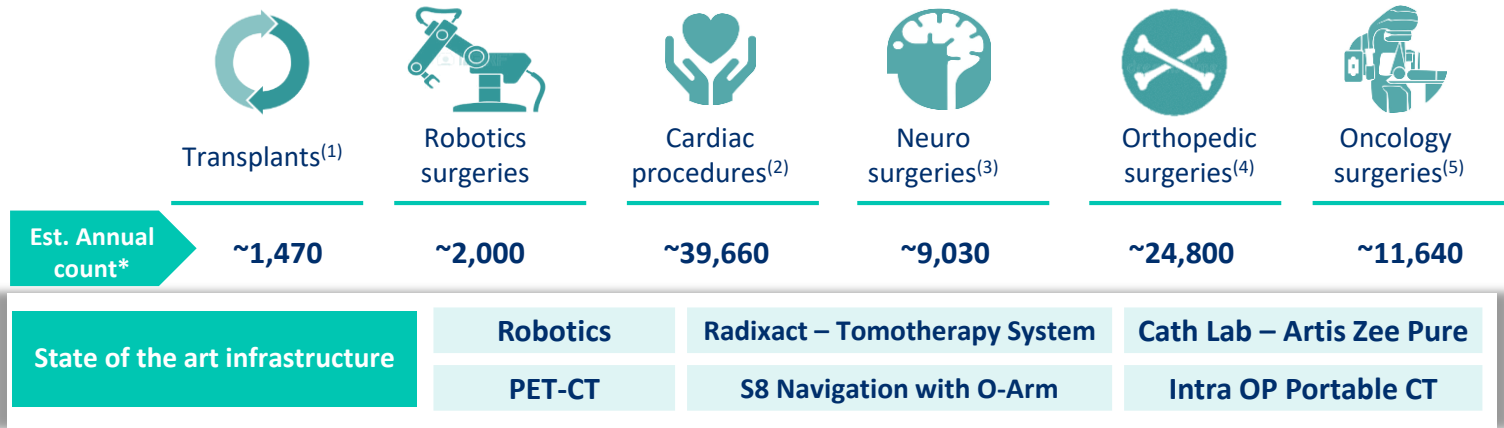 Transplants(1)
Robotics
surgeries
Cardiac
procedures(2)
Neuro
surgeries(3)
Orthopedic
surgeries(4)
Oncology
surgeries(5)
Est. Annual
count*
~1,470
~2,000
~39,660
~9,030
~24,800
~11,640
State of the art infrastructure
Robotics
Radixact – Tomotherapy System
Cath Lab – Artis Zee Pure
PET-CT
S8 Navigation with O-Arm
Intra OP Portable CT